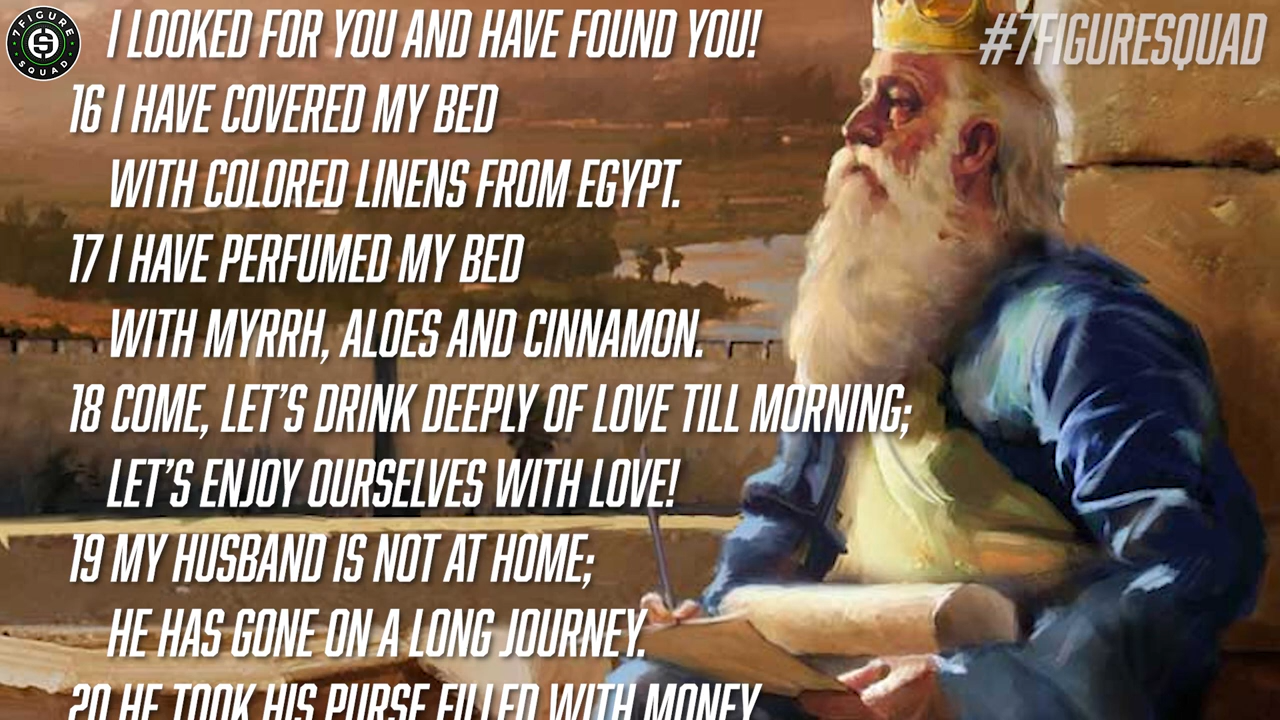 7FIGURE
SQUAD
#7FIGURESQUAD
I LOOKED FOR YOU AND HAVE FOUND YOU!
16 I HAVE COVERED MY BED
WITH COLORED LINENS FROM EGYPT.
17 I HAVE PERFUMED MY BED
WITH MYRRH, ALOES AND CINNAMON.
18 COME, LET'S DRINK DEEPLY OF LOVE TILL MORNING;
LET'S ENJOY OURSELVES WITH LOVE!
19 MY HUSBAND IS NOT AT HOME;
HE HAS GONE ON A LONG JOURNEY.
20 HE TOOK HIS PURSE FILLED WITH MONEY